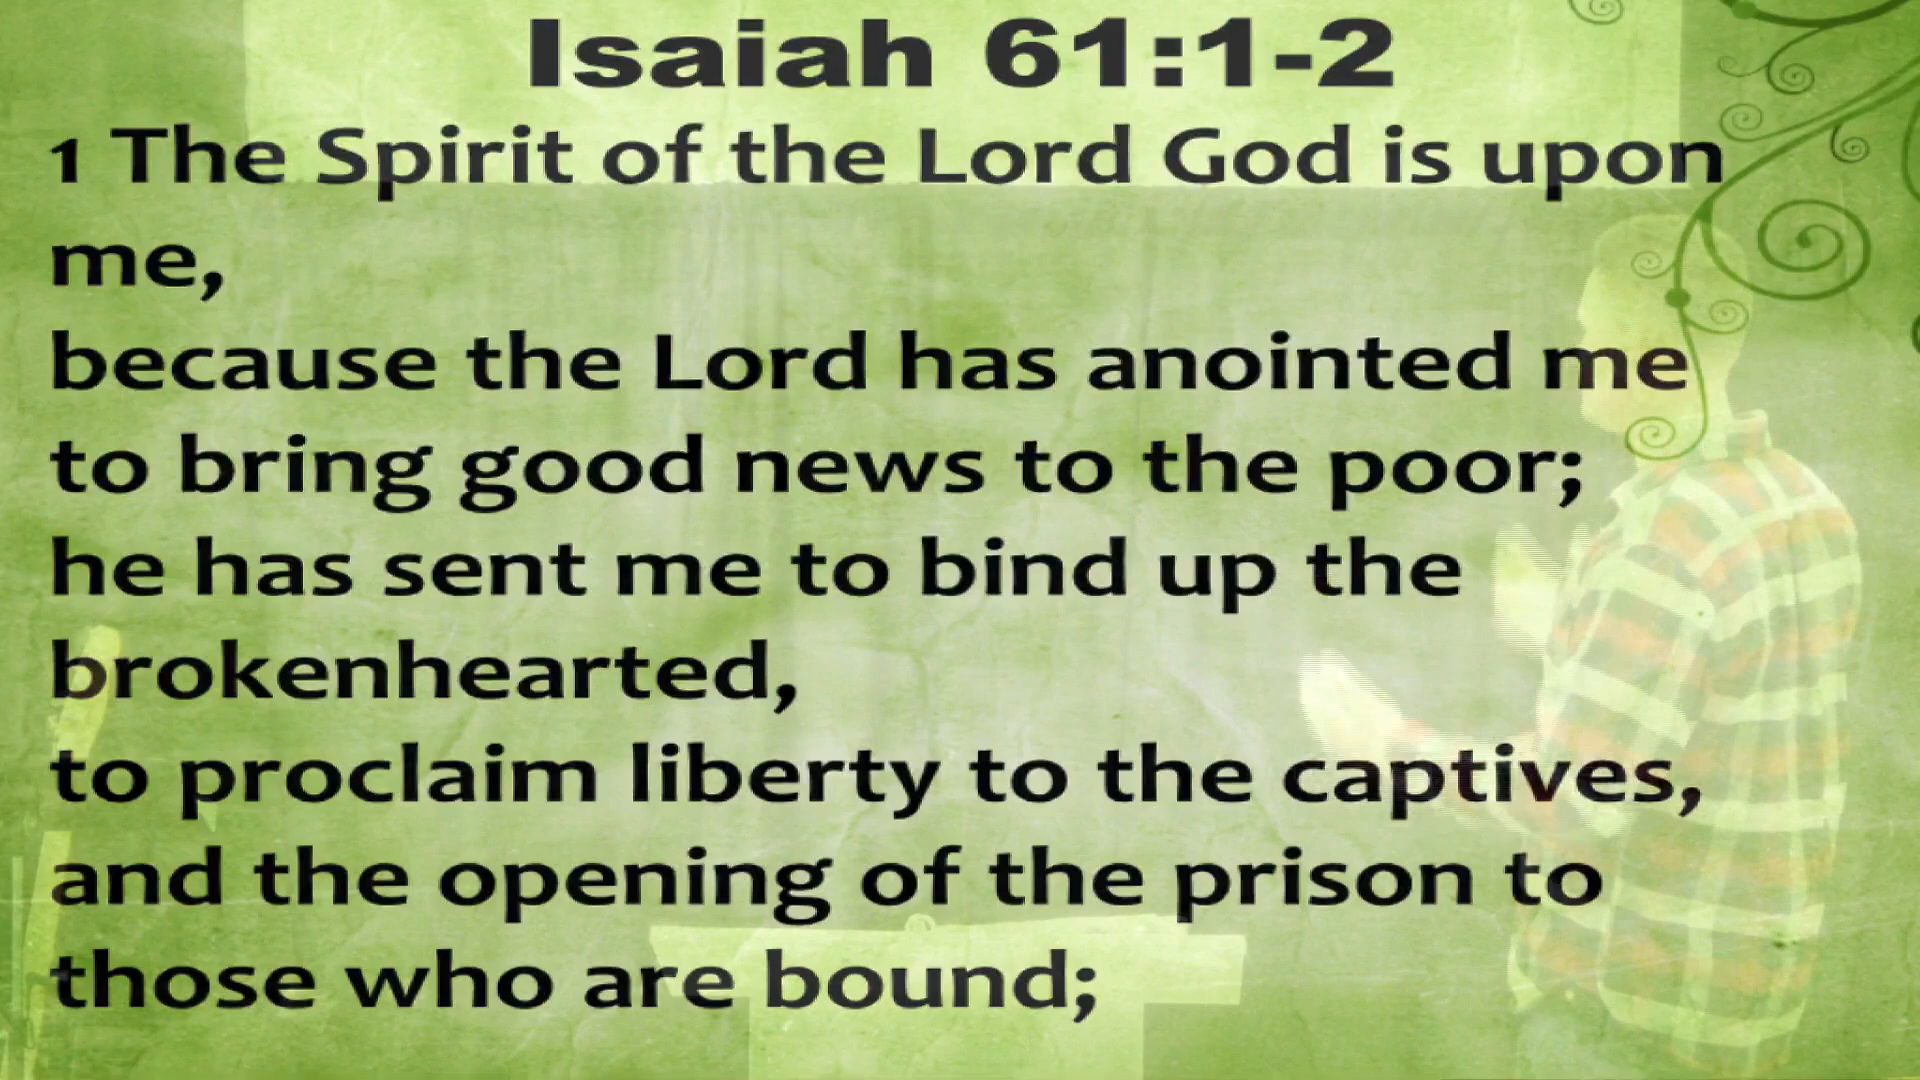 Isaiah 61:1-2
1 The Spirit of the Lord God is upon
me,
because the Lord has anointed me
to bring good news to the poor;
he has sent me to bind up the
brokenhearted,
to proclaim liberty to the captives,
and the opening of the prison to
those who are bound;